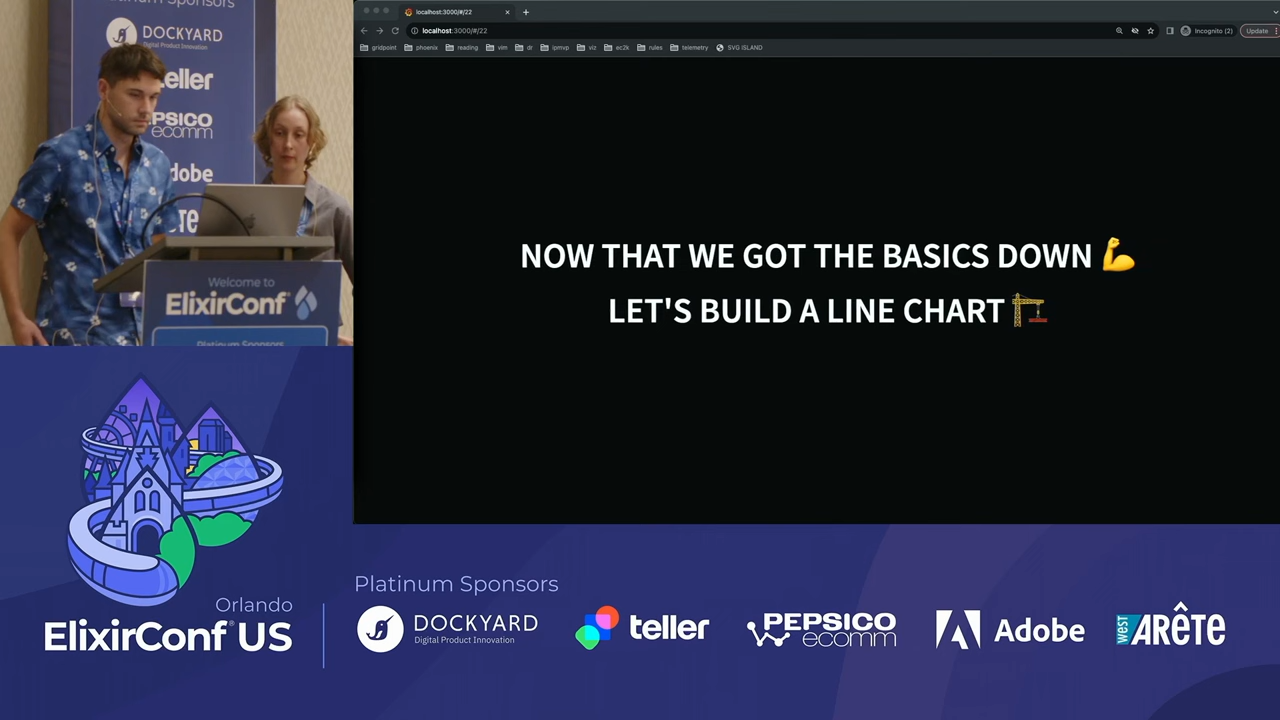 Platinum Sponsors
DOCKYARD
Digital Product Innovation
teller
PEPSICO
ecomm
Adobe
Welcome to
ElixirConf
Platinum Sponsors
localhost:3000/#/22
localhost:3000/#/22
Incognito (2)
Update
gridpoint
phoenix
reading
vim
dr
ipmvp
viz
ec2k
rules
telemetry
SVG ISLAND
NOW THAT WE GOT THE BASICS DOWN 💪
LET'S BUILD A LINE CHART 🏗️
Orlando
ElixirConf® US
Platinum Sponsors
DOCKYARD
Digital Product Innovation
teller
PEPSICO
ecomm
Adobe
west ARÊTE